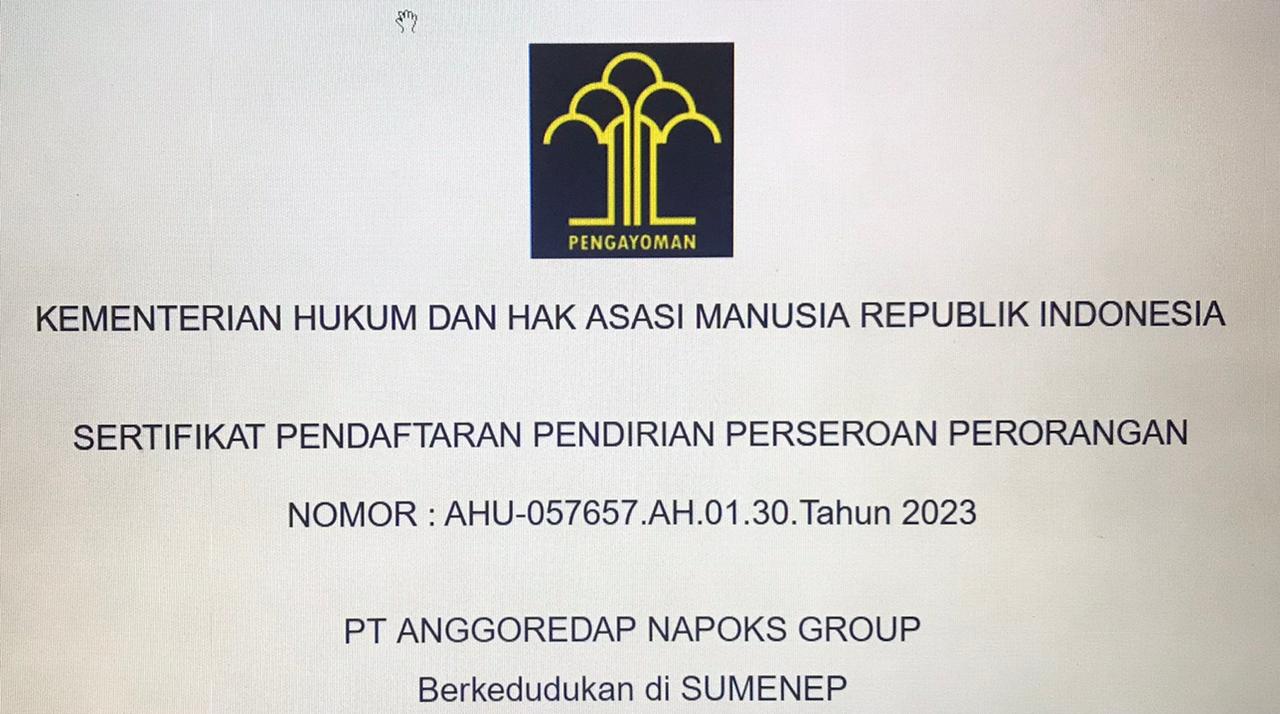 PENGAYOMAN
KEMENTERIAN HUKUM DAN HAK ASASI MANUSIA REPUBLIK INDONESIA
SERTIFIKAT PENDAFTARAN PENDIRIAN PERSEROAN PERORANGAN
NOMOR : AHU-057657.AH.01.30.Tahun 2023
PT ANGGOREDAP NAPOKS GROUP
Berkedudukan di SUMENEP